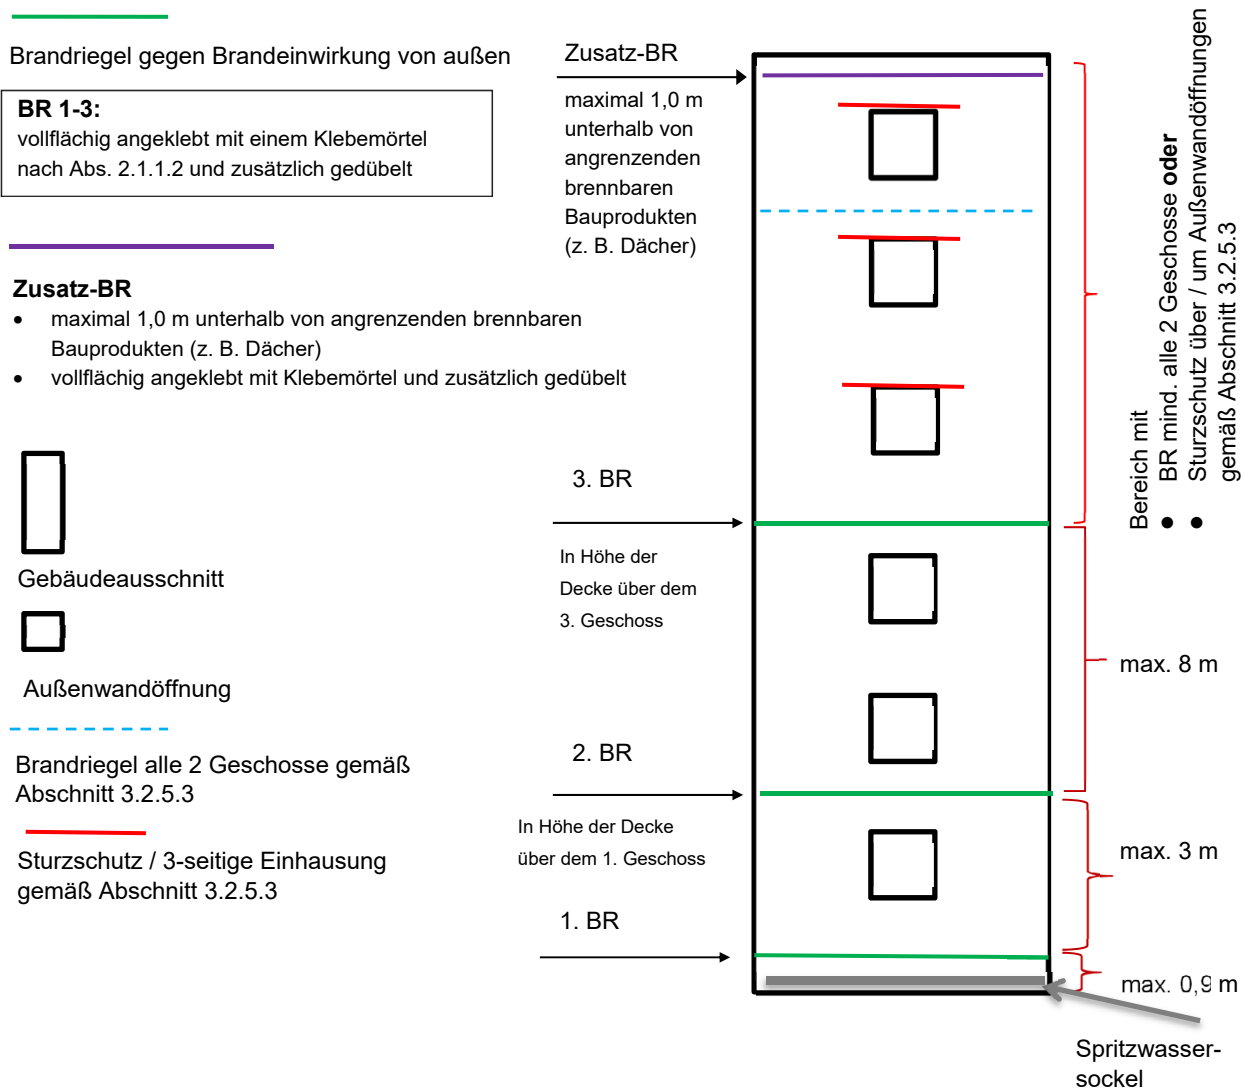 Brandriegel gegen Brandeinwirkung von außen
BR 1-3:
vollflächig angeklebt mit einem Klebemörtel
nach Abs. 2.1.1.2 und zusätzlich gedübelt
Zusatz-BR
• maximal 1,0 m unterhalb von angrenzenden brennbaren
Bauprodukten (z. B. Dächer)
• vollflächig angeklebt mit Klebemörtel und zusätzlich gedübelt
Gebäudeausschnitt
Außenwandöffnung
Brandriegel alle 2 Geschosse gemäß
Abschnitt 3.2.5.3
Sturzschutz / 3-seitige Einhausung
gemäß Abschnitt 3.2.5.3
Zusatz-BR
maximal 1,0 m
unterhalb von
angrenzenden
brennbaren
Bauprodukten
(z. B. Dächer)
3. BR
In Höhe der
Decke über dem
3. Geschoss
2. BR
In Höhe der Decke
über dem 1. Geschoss
1. BR
Bereich mit
• BR mind. alle 2 Geschosse oder
• Sturzschutz über / um Außenwandöffnungen
gemäß Abschnitt 3.2.5.3
max. 8 m
max. 3 m
max. 0,9 m
Spritzwasser-
sockel